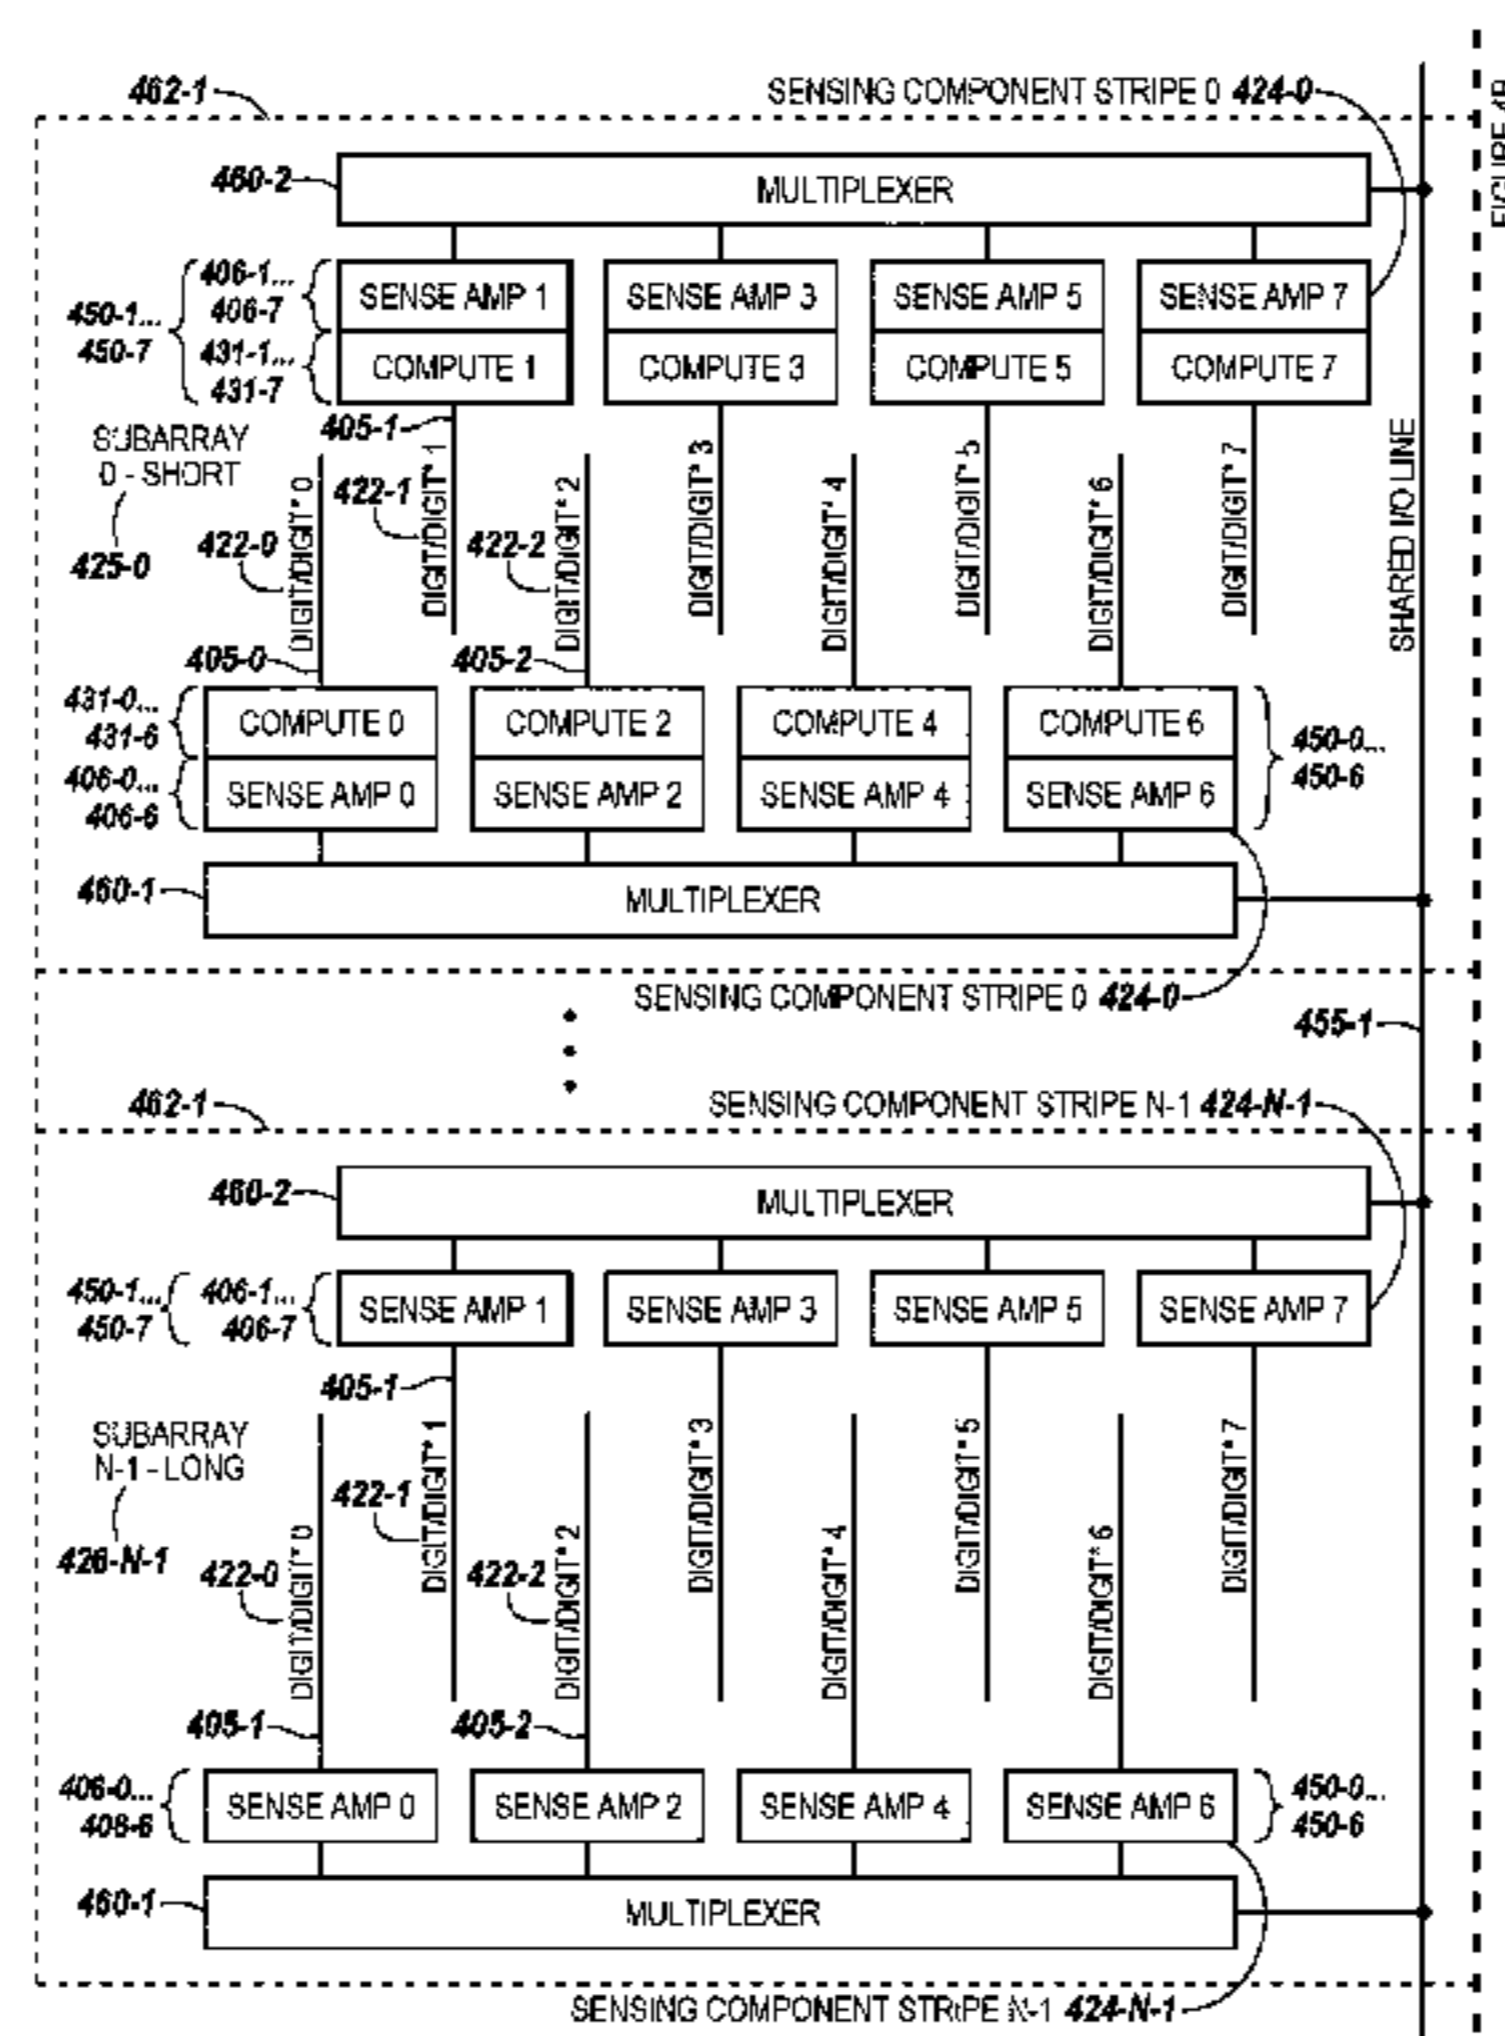 462-1
SENSING COMPONENT STRIPE 0 424-0
460-2
MULTIPLEXER
450-1...
450-7
406-1...
406-7
431-1...
431-7
SENSE AMP 1
SENSE AMP 3
SENSE AMP 5
SENSE AMP 7
COMPUTE 1
COMPUTE 3
COMPUTE 5
COMPUTE 7
405-1
SUBARRAY
0 - SHORT
425-0
422-0
DIGIT/DIGIT* 0
422-1
DIGIT/DIGIT* 1
422-2
DIGIT/DIGIT* 2
DIGIT/DIGIT* 3
DIGIT/DIGIT* 4
DIGIT/DIGIT* 5
DIGIT/DIGIT* 6
DIGIT/DIGIT* 7
SHARED I/O LINE
405-0
405-2
431-0...
431-6
406-0...
406-6
COMPUTE 0
COMPUTE 2
COMPUTE 4
COMPUTE 6
SENSE AMP 0
SENSE AMP 2
SENSE AMP 4
SENSE AMP 6
450-0...
450-6
460-1
MULTIPLEXER
SENSING COMPONENT STRIPE 0 424-0
455-1
462-1
SENSING COMPONENT STRIPE N-1 424-N-1
460-2
MULTIPLEXER
450-1...
450-7
406-1...
406-7
SENSE AMP 1
SENSE AMP 3
SENSE AMP 5
SENSE AMP 7
405-1
SUBARRAY
N-1 - LONG
426-N-1
422-0
DIGIT/DIGIT* 0
422-1
DIGIT/DIGIT* 1
422-2
DIGIT/DIGIT* 2
DIGIT/DIGIT* 3
DIGIT/DIGIT* 4
DIGIT/DIGIT* 5
DIGIT/DIGIT* 6
DIGIT/DIGIT* 7
405-1
405-2
406-0...
406-6
SENSE AMP 0
SENSE AMP 2
SENSE AMP 4
SENSE AMP 6
450-0...
450-6
460-1
MULTIPLEXER
SENSING COMPONENT STRIPE N-1 424-N-1
FIGURE 4B